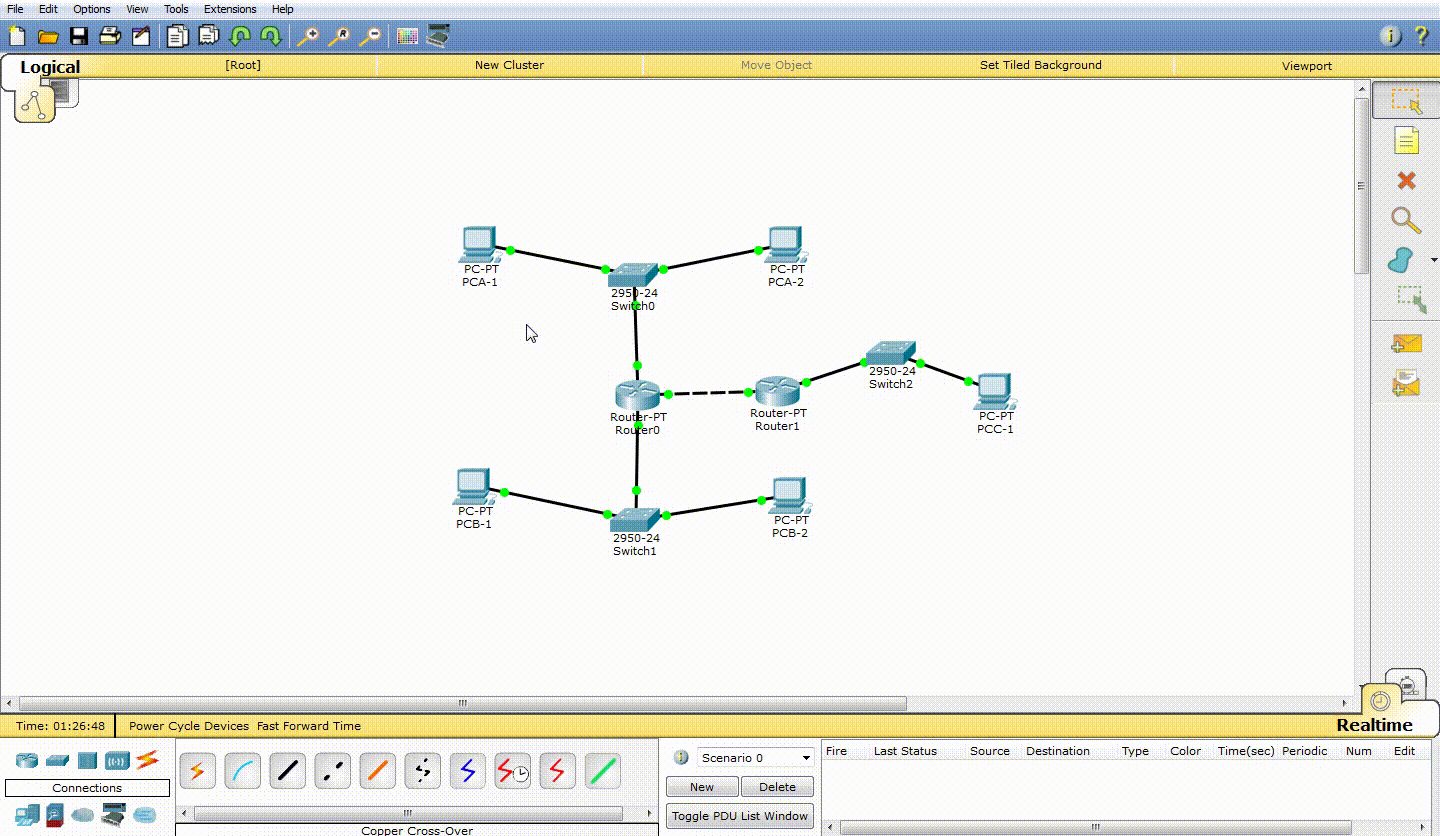 File Edit Options View Tools Extensions Help
Logical [Root] New Cluster Move Object Set Tiled Background Viewport
PC-PT
PCA-1
PC-PT
PCA-2
2950-24
Switch0
2950-24
Switch2
Router-PT
Router0
Router-PT
Router1
PC-PT
PCC-1
PC-PT
PCB-1
PC-PT
PCB-2
2950-24
Switch1
Time: 01:26:48 Power Cycle Devices Fast Forward Time Realtime
Connections
Copper Cross-Over
Scenario 0
New Delete
Toggle PDU List Window
Fire Last Status Source Destination Type Color Time(sec) Periodic Num Edit